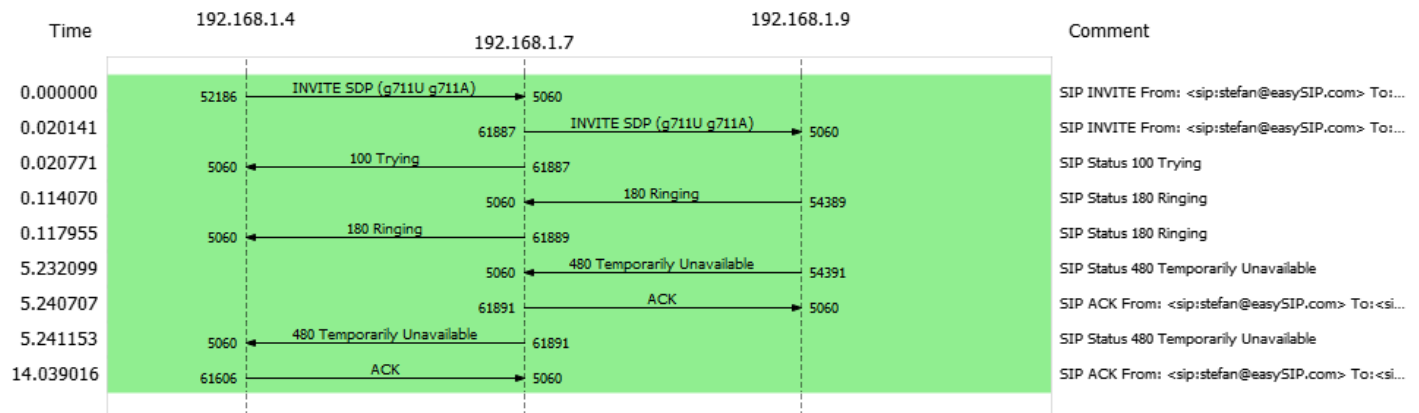 Time 192.168.1.4 192.168.1.7 192.168.1.9 Comment
0.000000 52186 INVITE SDP (g711U g711A) 5060 SIP INVITE From: <sip:stefan@easySIP.com> To:...
0.020141 61887 INVITE SDP (g711U g711A) 5060 SIP INVITE From: <sip:stefan@easySIP.com> To:...
0.020771 5060 100 Trying 61887 SIP Status 100 Trying
0.114070 5060 180 Ringing 54389 SIP Status 180 Ringing
0.117955 5060 180 Ringing 61889 SIP Status 180 Ringing
5.232099 5060 480 Temporarily Unavailable 54391 SIP Status 480 Temporarily Unavailable
5.240707 61891 ACK 5060 SIP ACK From: <sip:stefan@easySIP.com> To:<si...
5.241153 5060 480 Temporarily Unavailable 61891 SIP Status 480 Temporarily Unavailable
14.039016 61606 ACK 5060 SIP ACK From: <sip:stefan@easySIP.com> To:<si...